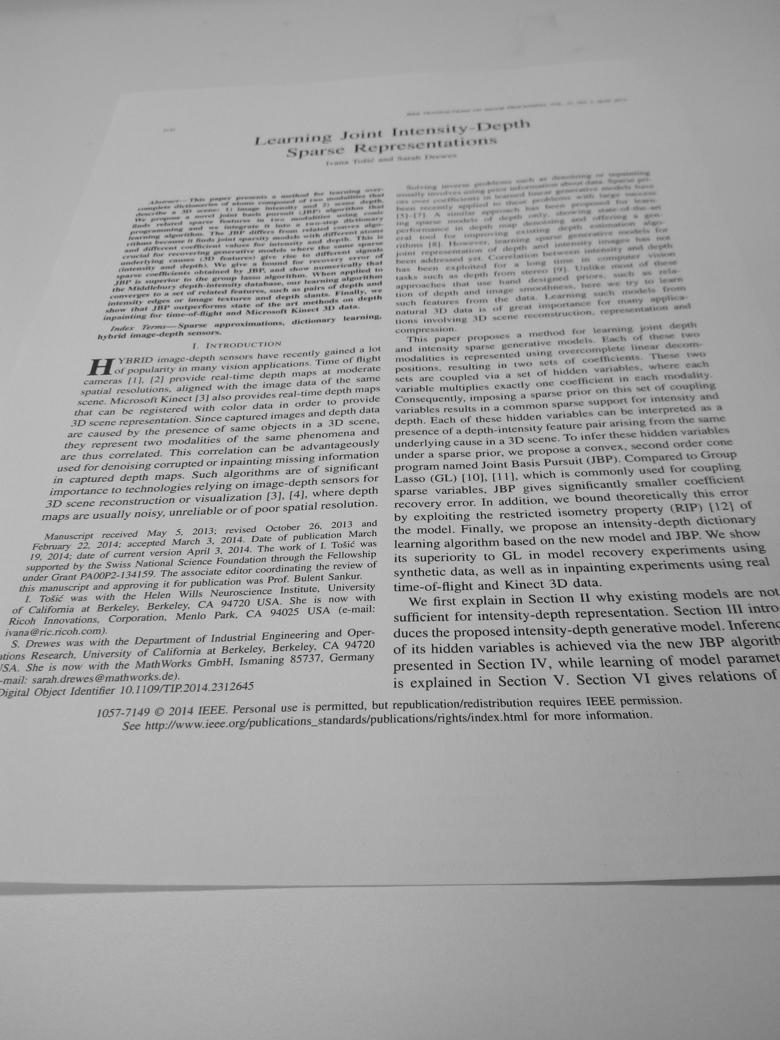 IEEE TRANSACTIONS ON IMAGE PROCESSING, VOL. 23, NO. 5, MAY 2014
Learning Joint Intensity-Depth
Sparse Representations
Ivana Tošić and Sarah Drewes
Abstract—This paper presents a method for learning over-
complete dictionaries of atoms composed of two modalities that
describe a 3D scene: 1) image intensity and 2) scene depth.
We propose a novel joint basis pursuit (JBP) algorithm that
finds related sparse features in two modalities using conic
programming and we integrate it into a two-step dictionary
learning algorithm. The JBP differs from related convex algo-
rithms because it finds joint sparsity models with different atoms
and different coefficient values for intensity and depth. This is
crucial for recovering generative models where the same sparse
underlying causes (3D features) give rise to different signals
(intensity and depth). We give a bound for recovery error of
sparse coefficients obtained by JBP, and show numerically that
JBP is superior to the group lasso algorithm. When applied to
the Middlebury depth-intensity database, our learning algorithm
converges to a set of related features, such as pairs of depth and
intensity edges or image textures and depth slants. Finally, we
show that JBP outperforms state of the art methods on depth
inpainting for time-of-flight and Microsoft Kinect 3D data.
Index Terms—Sparse approximations, dictionary learning,
hybrid image-depth sensors.
I. INTRODUCTION
HYBRID image-depth sensors have recently gained a lot
of popularity in many vision applications. Time of flight
cameras [1], [2] provide real-time depth maps at moderate
spatial resolutions, aligned with the image data of the same
scene. Microsoft Kinect [3] also provides real-time depth maps
that can be registered with color data in order to provide
3D scene representation. Since captured images and depth data
are caused by the presence of same objects in a 3D scene,
they represent two modalities of the same phenomena and
are thus correlated. This correlation can be advantageously
used for denoising corrupted or inpainting missing information
in captured depth maps. Such algorithms are of significant
importance to technologies relying on image-depth sensors for
3D scene reconstruction or visualization [3], [4], where depth
maps are usually noisy, unreliable or of poor spatial resolution.
Manuscript received May 5, 2013; revised October 26, 2013 and
February 22, 2014; accepted March 3, 2014. Date of publication March
19, 2014; date of current version April 3, 2014. The work of I. Tošić was
supported by the Swiss National Science Foundation through the Fellowship
under Grant PA00P2-134159. The associate editor coordinating the review of
this manuscript and approving it for publication was Prof. Bulent Sankur.
I. Tošić was with the Helen Wills Neuroscience Institute, University
of California at Berkeley, Berkeley, CA 94720 USA. She is now with
Ricoh Innovations, Corporation, Menlo Park, CA 94025 USA (e-mail:
ivana@ric.ricoh.com).
S. Drewes was with the Department of Industrial Engineering and Oper-
ations Research, University of California at Berkeley, Berkeley, CA 94720
USA. She is now with the MathWorks GmbH, Ismaning 85737, Germany
-mail: sarah.drewes@mathworks.de).
Digital Object Identifier 10.1109/TIP.2014.2312645
Solving inverse problems such as denoising or inpainting
usually involves using prior information about data. Sparse pri-
ors over coefficients in learned linear generative models have
been recently applied to these problems with large success
[5]–[7]. A similar approach has been proposed for learn-
ing sparse models of depth only, showing state-of-the-art
performance in depth map denoising and offering a gen-
eral tool for improving existing depth estimation algo-
rithms [8]. However, learning sparse generative models for
joint representation of depth and intensity images has not
been addressed yet. Correlation between intensity and depth
has been exploited for a long time in computer vision
tasks such as depth from stereo [9]. Unlike most of these
approaches that use hand designed priors, such as rela-
tion of depth and image smoothness, here we try to learn
such features from the data. Learning such models from
natural 3D data is of great importance for many applica-
tions involving 3D scene reconstruction, representation and
compression.
This paper proposes a method for learning joint depth
and intensity sparse generative models. Each of these two
modalities is represented using overcomplete linear decom-
positions, resulting in two sets of coefficients. These two
sets are coupled via a set of hidden variables, where each
variable multiplies exactly one coefficient in each modality.
Consequently, imposing a sparse prior on this set of coupling
variables results in a common sparse support for intensity and
depth. Each of these hidden variables can be interpreted as a
presence of a depth-intensity feature pair arising from the same
underlying cause in a 3D scene. To infer these hidden variables
under a sparse prior, we propose a convex, second order cone
program named Joint Basis Pursuit (JBP). Compared to Group
Lasso (GL) [10], [11], which is commonly used for coupling
sparse variables, JBP gives significantly smaller coefficient
recovery error. In addition, we bound theoretically this error
by exploiting the restricted isometry property (RIP) [12] of
the model. Finally, we propose an intensity-depth dictionary
learning algorithm based on the new model and JBP. We show
its superiority to GL in model recovery experiments using
synthetic data, as well as in inpainting experiments using real
time-of-flight and Kinect 3D data.
We first explain in Section II why existing models are not
sufficient for intensity-depth representation. Section III intro-
duces the proposed intensity-depth generative model. Inferenc
of its hidden variables is achieved via the new JBP algorith
presented in Section IV, while learning of model paramet
is explained in Section V. Section VI gives relations of
1057-7149 © 2014 IEEE. Personal use is permitted, but republication/redistribution requires IEEE permission.
See http://www.ieee.org/publications_standards/publications/rights/index.html for more information.